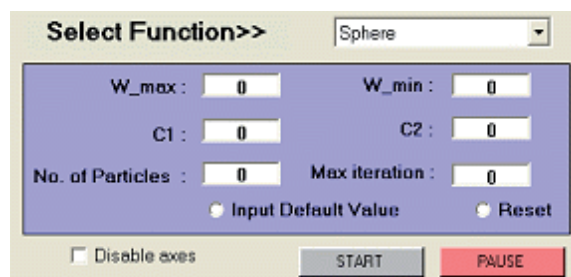 Select Function>> Sphere
W_max : 0 W_min : 0
C1 : 0 C2 : 0
No. of Particles : 0 Max iteration : 0
Input Default Value Reset
Disable axes START PAUSE